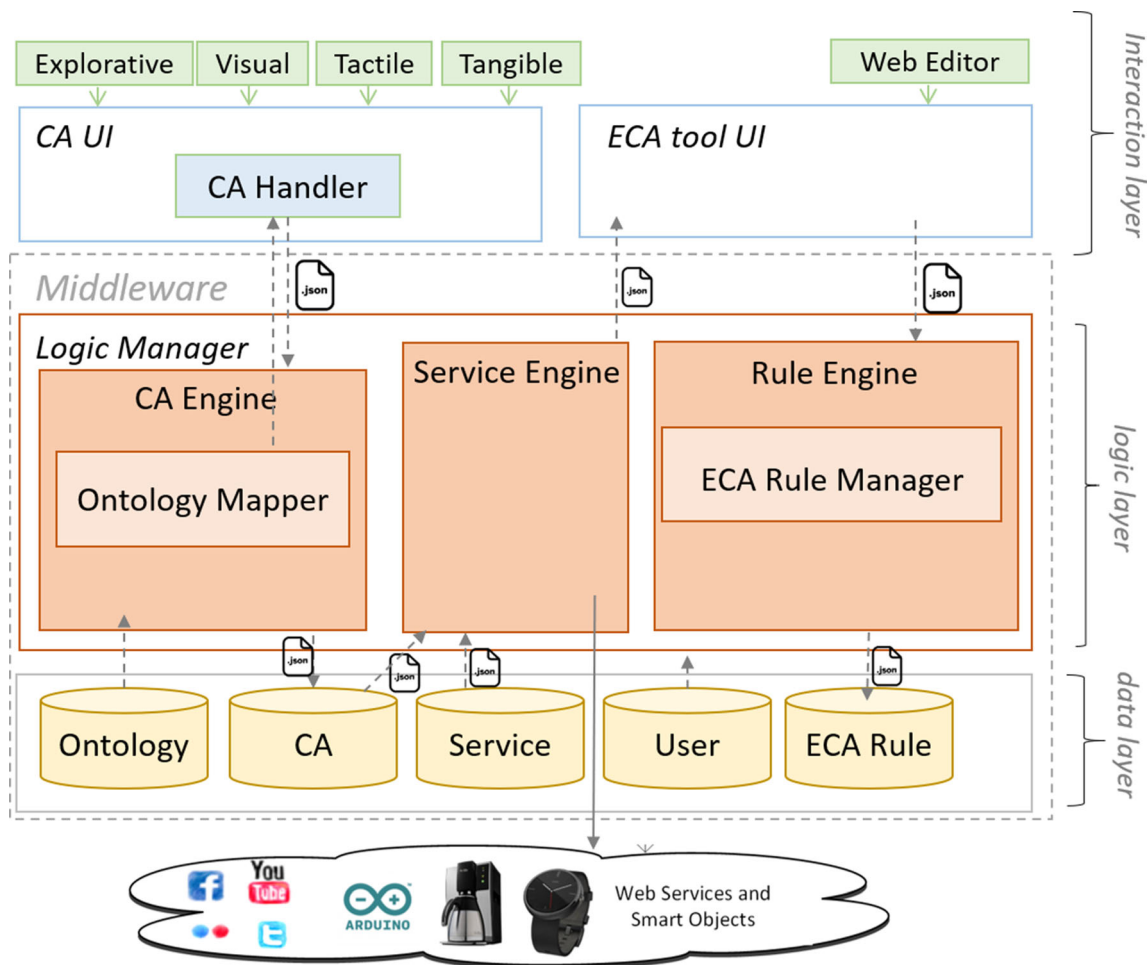 Explorative
Visual
Tactile
Tangible
Web Editor
Interaction layer
CA UI
CA Handler
ECA tool UI
.json
.json
.json
Middleware
Logic Manager
CA Engine
Ontology Mapper
Service Engine
Rule Engine
ECA Rule Manager
logic layer
.json
.json
.json
.json
Ontology
CA
Service
User
ECA Rule
data layer
You
Tube
f
t
ARDUINO
TM
Web Services and
Smart Objects